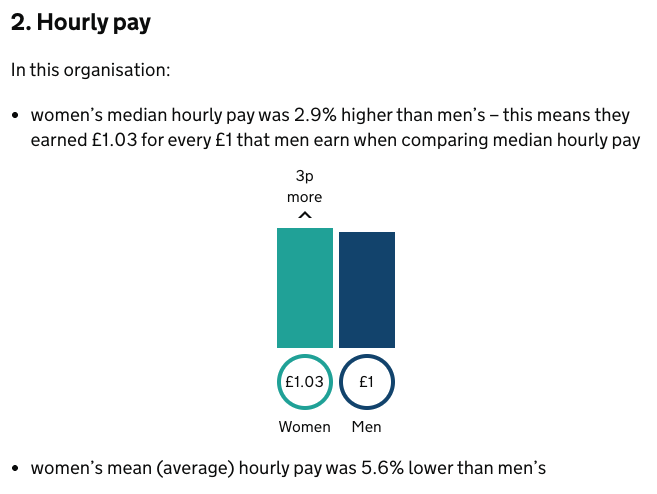 2. Hourly pay
In this organisation:
• women's median hourly pay was 2.9% higher than men's – this means they
earned £1.03 for every £1 that men earn when comparing median hourly pay
3p
more
£1.03 £1
Women Men
• women's mean (average) hourly pay was 5.6% lower than men's